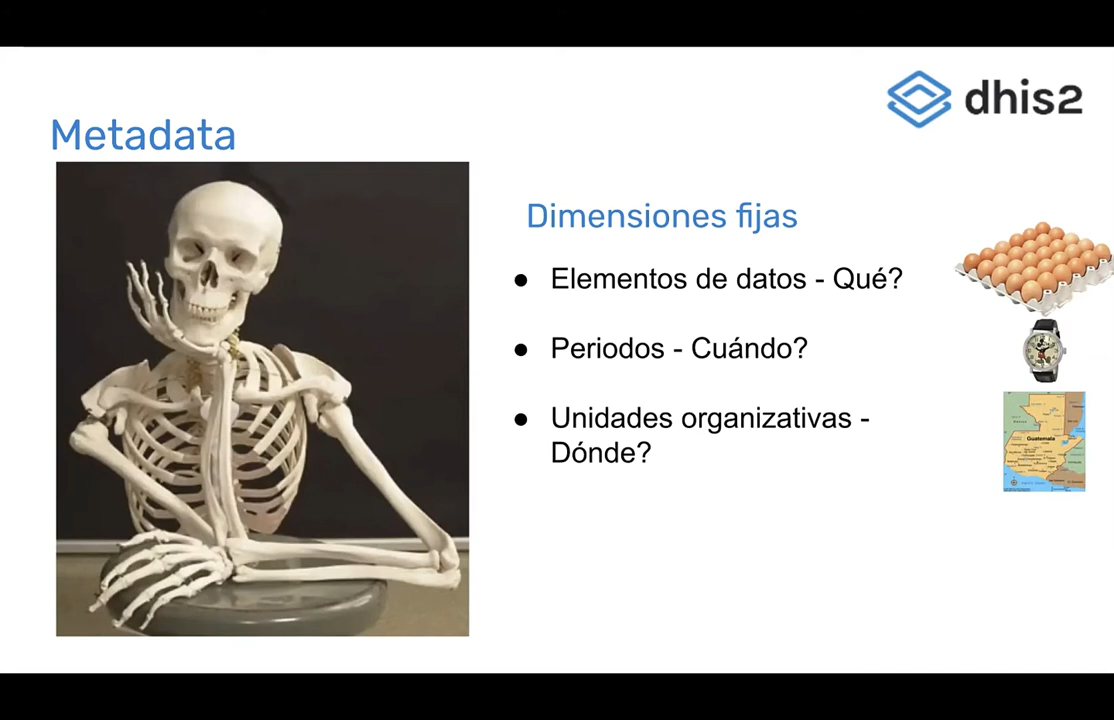 dhis2
Metadata
Dimensiones fijas
● Elementos de datos - Qué?
● Periodos - Cuándo?
● Unidades organizativas -
Dónde?
Guatemala